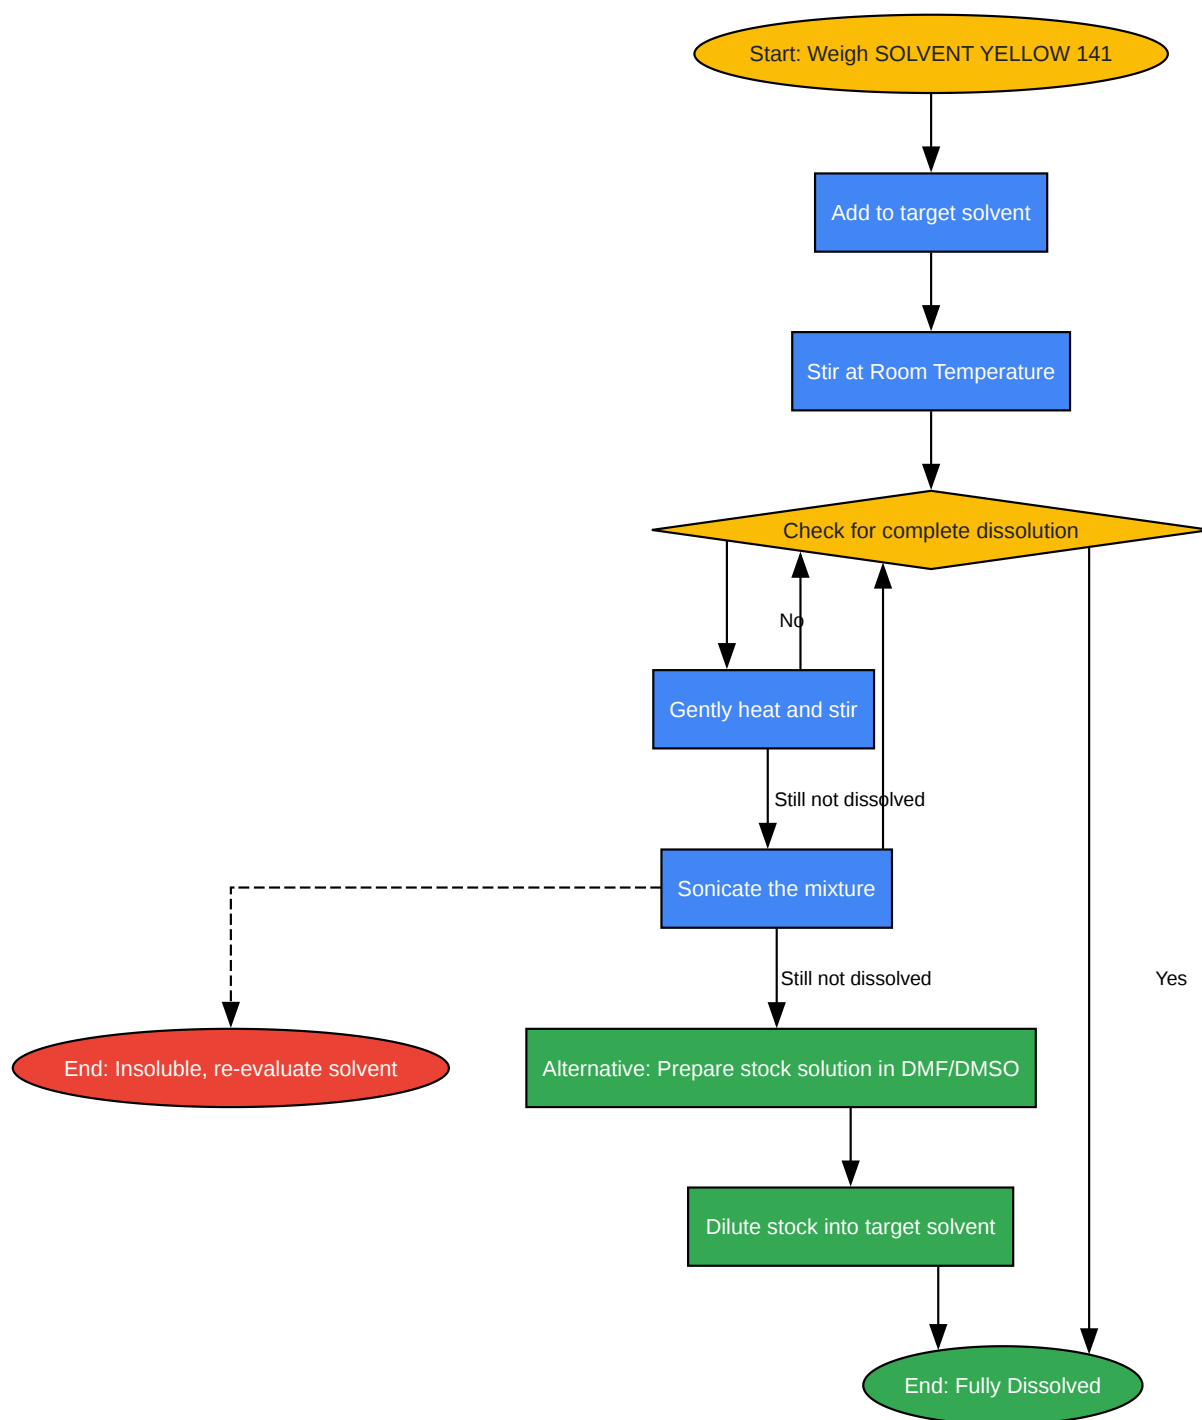 Start: Weigh SOLVENT YELLOW 141
Add to target solvent
Stir at Room Temperature
Check for complete dissolution
No
Gently heat and stir
Still not dissolved
Sonicate the mixture
Still not dissolved
Yes
End: Insoluble, re-evaluate solvent
Alternative: Prepare stock solution in DMF/DMSO
Dilute stock into target solvent
End: Fully Dissolved